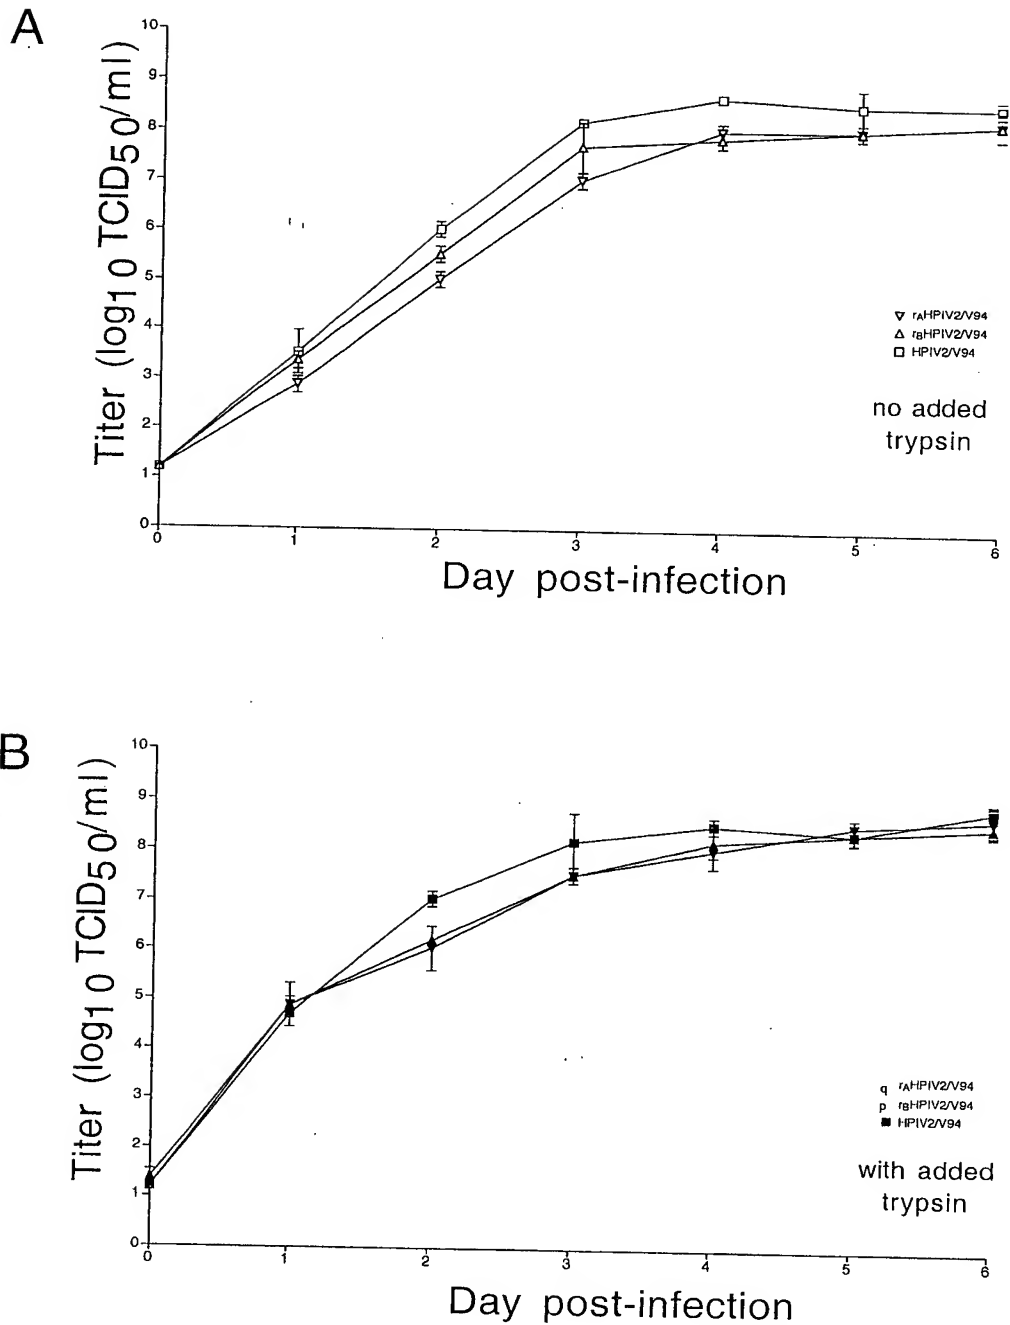 A
Titer (log10 TCID50/ml)
10
9
8
7
6
5
4
3
2
1
0
0 1 2 3 4 5 6
Day post-infection
rAHPIV2/V94
rBHPIV2/V94
HPIV2/V94
no added
trypsin
B
Titer (log10 TCID50/ml)
10
9
8
7
6
5
4
3
2
1
0
0 1 2 3 4 5 6
Day post-infection
q rAHPIV2/V94
p rBHPIV2/V94
HPIV2/V94
with added
trypsin